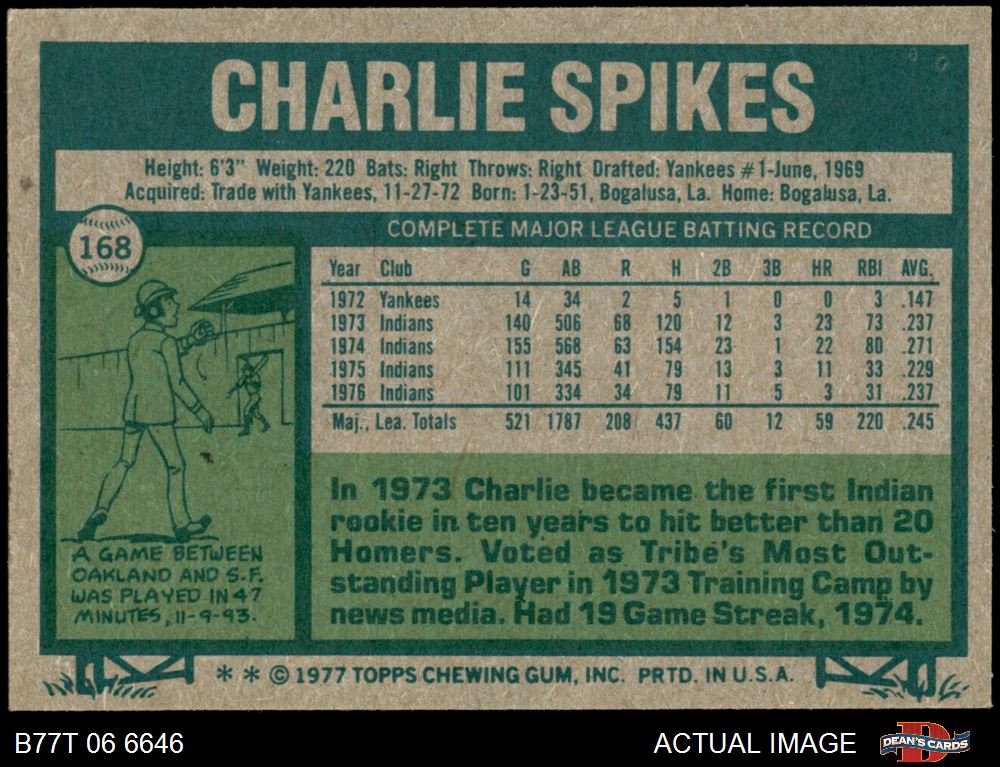 CHARLIE SPIKES
Height: 6'3" Weight: 220 Bats: Right Throws: Right Drafted: Yankees #1-June, 1969
Acquired: Trade with Yankees, 11-27-72 Born: 1-23-51, Bogalusa, La. Home: Bogalusa, La.
168
COMPLETE MAJOR LEAGUE BATTING RECORD
Year Club G AB R H 2B 3B HR RBI AVG.
1972 Yankees 14 34 2 5 1 0 0 3 .147
1973 Indians 140 506 68 120 12 3 23 73 .237
1974 Indians 155 568 63 154 23 1 22 80 .271
1975 Indians 111 345 41 79 13 3 11 33 .229
1976 Indians 101 334 34 79 11 5 3 31 .237
Maj. Lea. Totals 521 1787 208 437 60 12 59 220 .245
A GAME BETWEEN
OAKLAND AND S.F.
WAS PLAYED IN 47
MINUTES, 11-9-93.
In 1973 Charlie became the first Indian
rookie in ten years to hit better than 20
Homers. Voted as Tribe's Most Out-
standing Player in 1973 Training Camp by
news media. Had 19 Game Streak, 1974.
* * © 1977 TOPPS CHEWING GUM, INC. PRTD. IN U.S.A.
B77T 06 6646
ACTUAL IMAGE
DEAN'S CARDS